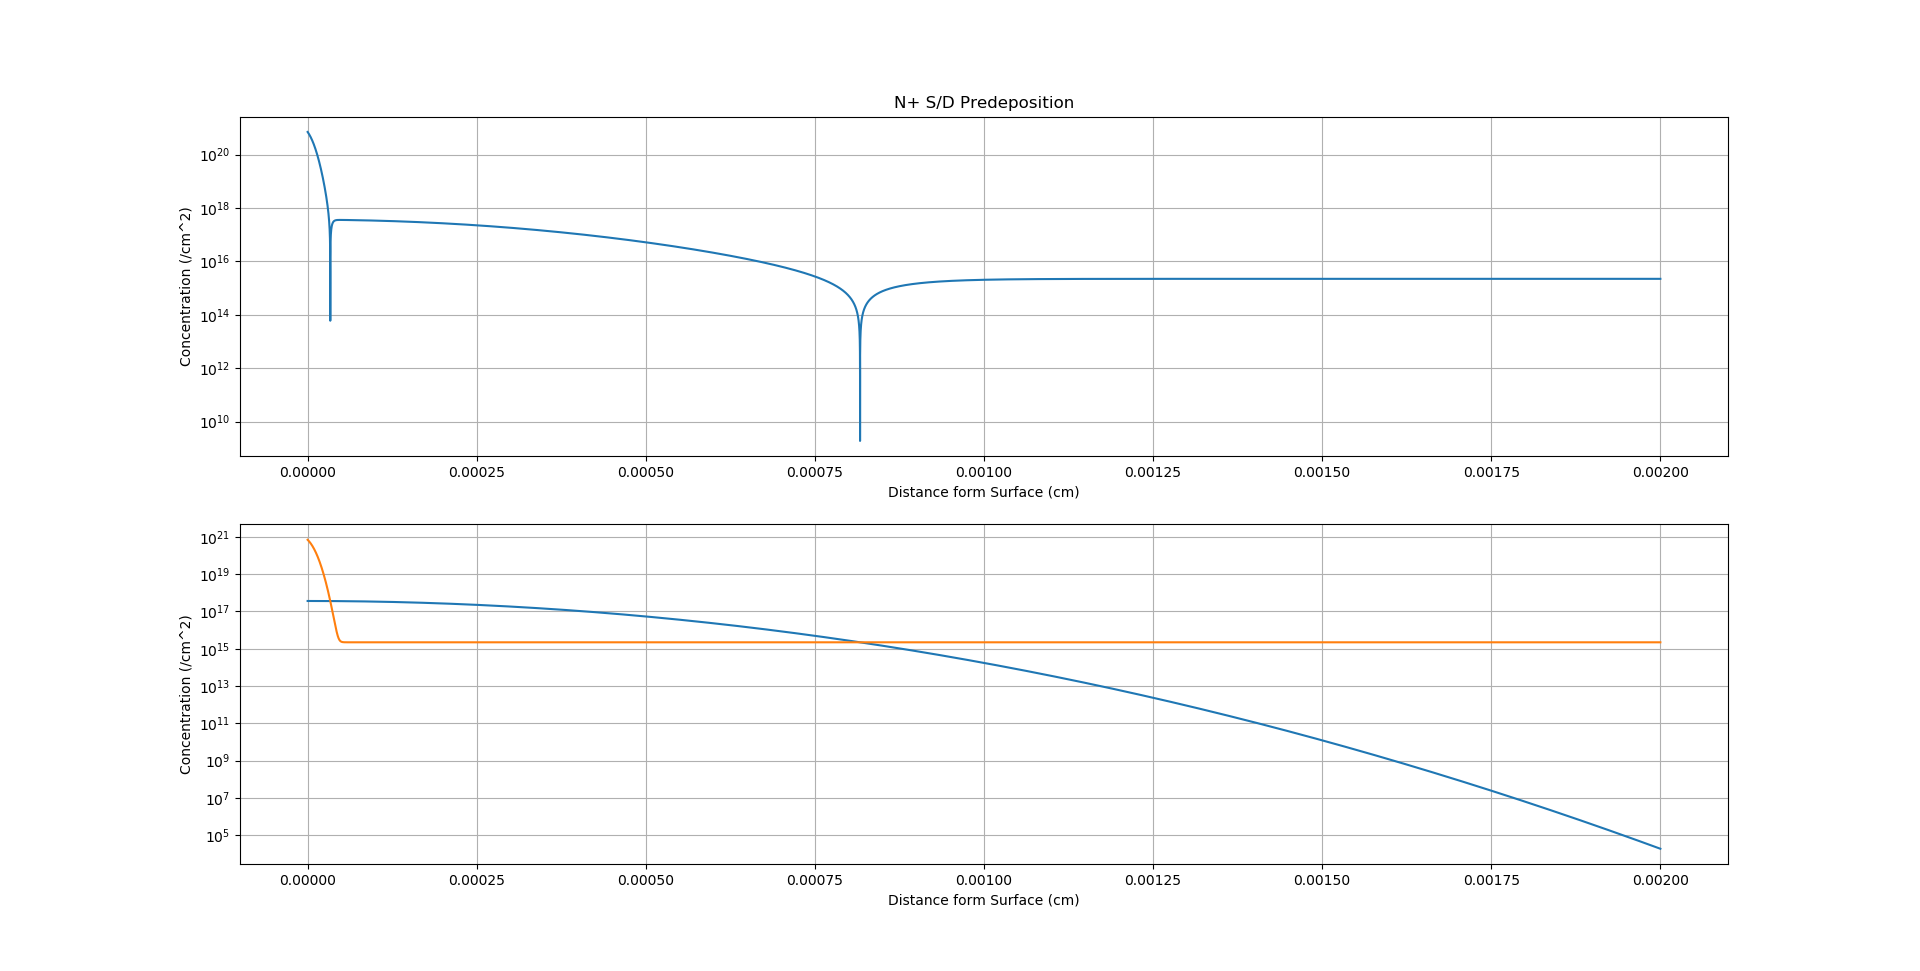 N+ S/D Predeposition
Concentration (/cm^2)
10^20
10^18
10^16
10^14
10^12
10^10
0.00000 0.00025 0.00050 0.00075 0.00100 0.00125 0.00150 0.00175 0.00200
Distance form Surface (cm)
Concentration (/cm^2)
10^21
10^19
10^17
10^15
10^13
10^11
10^9
10^7
10^5
0.00000 0.00025 0.00050 0.00075 0.00100 0.00125 0.00150 0.00175 0.00200
Distance form Surface (cm)